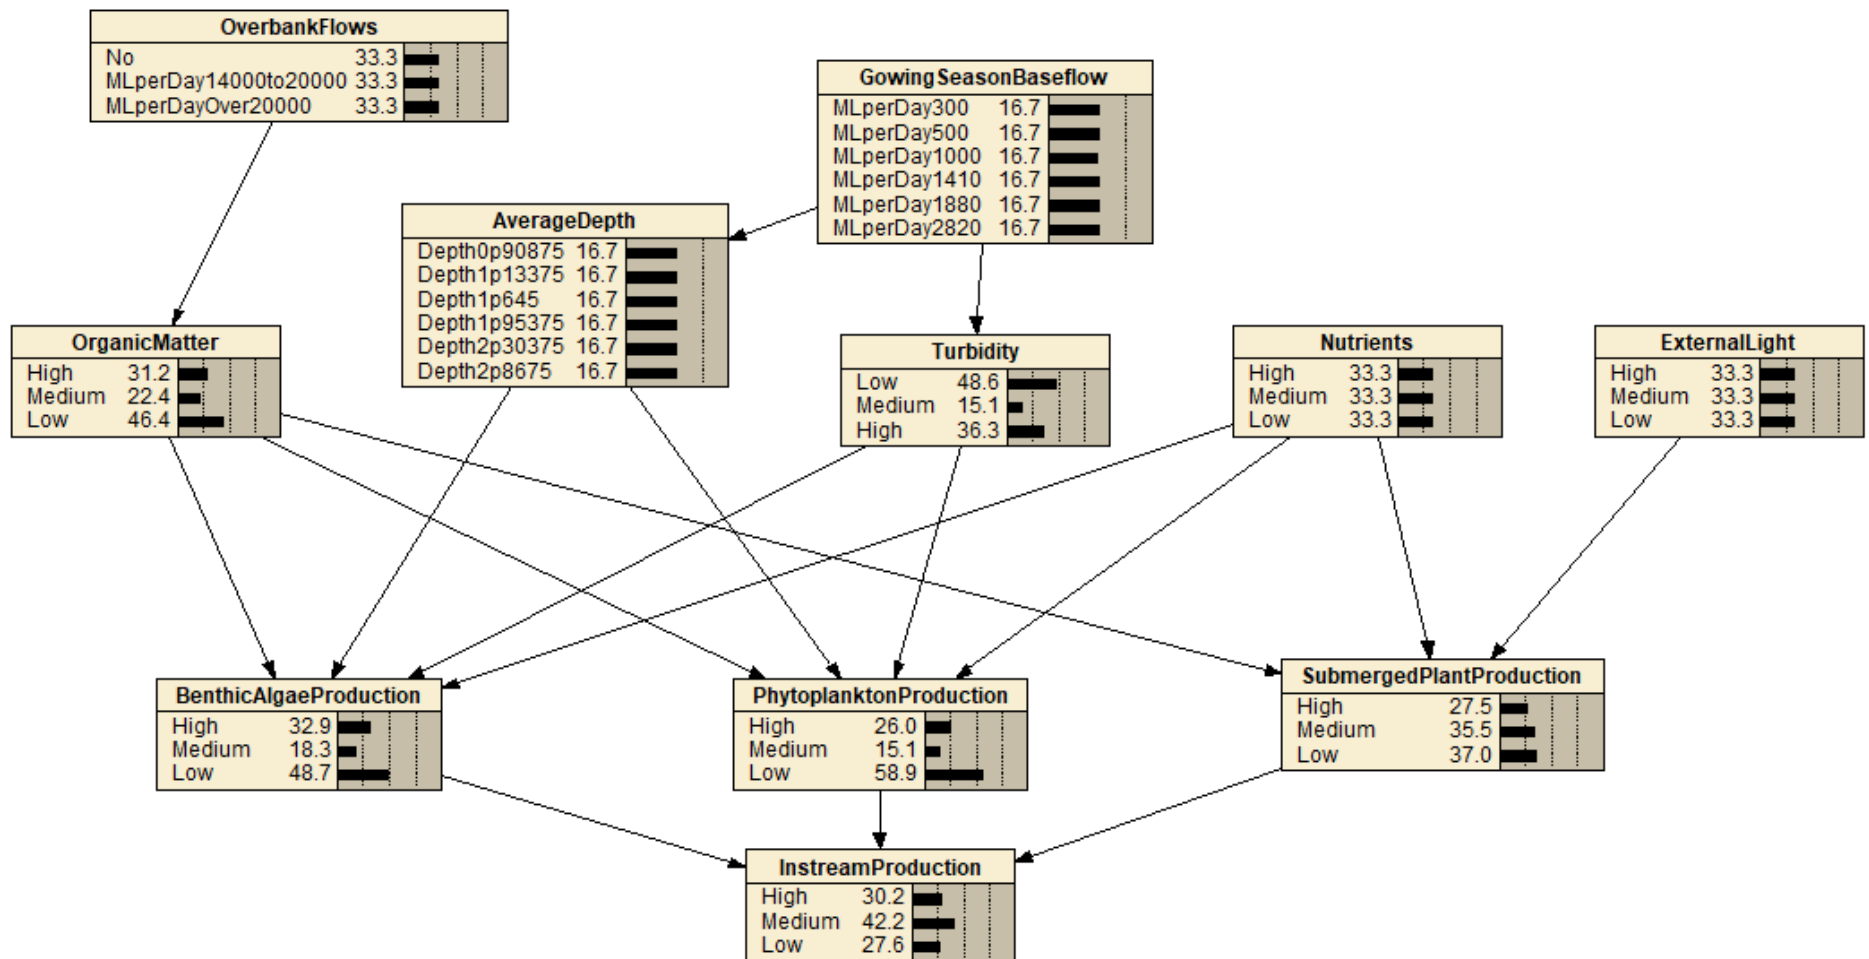 OverbankFlows
No 33.3
MLperDay14000to20000 33.3
MLperDayOver20000 33.3
GowingSeasonBaseflow
MLperDay300 16.7
MLperDay500 16.7
MLperDay1000 16.7
MLperDay1410 16.7
MLperDay1880 16.7
MLperDay2820 16.7
AverageDepth
Depth0p90875 16.7
Depth1p13375 16.7
Depth1p645 16.7
Depth1p95375 16.7
Depth2p30375 16.7
Depth2p8675 16.7
OrganicMatter
High 31.2
Medium 22.4
Low 46.4
Turbidity
Low 48.6
Medium 15.1
High 36.3
Nutrients
High 33.3
Medium 33.3
Low 33.3
ExternalLight
High 33.3
Medium 33.3
Low 33.3
BenthicAlgaeProduction
High 32.9
Medium 18.3
Low 48.7
PhytoplanktonProduction
High 26.0
Medium 15.1
Low 58.9
SubmergedPlantProduction
High 27.5
Medium 35.5
Low 37.0
InstreamProduction
High 30.2
Medium 42.2
Low 27.6